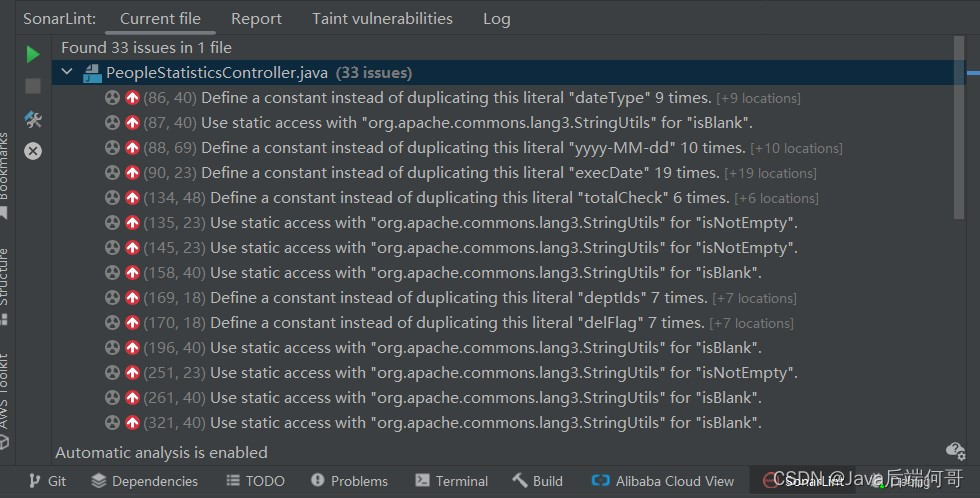 SonarLint: Current file Report Taint vulnerabilities Log
Found 33 issues in 1 file
PeopleStatisticsController.java (33 issues)
(86, 40) Define a constant instead of duplicating this literal "dateType" 9 times. [+9 locations]
(87, 40) Use static access with "org.apache.commons.lang3.StringUtils" for "isBlank".
(88, 69) Define a constant instead of duplicating this literal "yyyy-MM-dd" 10 times. [+10 locations]
(90, 23) Define a constant instead of duplicating this literal "execDate" 19 times. [+19 locations]
(134, 48) Define a constant instead of duplicating this literal "totalCheck" 6 times. [+6 locations]
(135, 23) Use static access with "org.apache.commons.lang3.StringUtils" for "isNotEmpty".
(145, 23) Use static access with "org.apache.commons.lang3.StringUtils" for "isNotEmpty".
(158, 40) Use static access with "org.apache.commons.lang3.StringUtils" for "isBlank".
(169, 18) Define a constant instead of duplicating this literal "deptIds" 7 times. [+7 locations]
(170, 18) Define a constant instead of duplicating this literal "delFlag" 7 times. [+7 locations]
(196, 40) Use static access with "org.apache.commons.lang3.StringUtils" for "isBlank".
(251, 23) Use static access with "org.apache.commons.lang3.StringUtils" for "isNotEmpty".
(261, 40) Use static access with "org.apache.commons.lang3.StringUtils" for "isBlank".
(321, 40) Use static access with "org.apache.commons.lang3.StringUtils" for "isBlank".
Automatic analysis is enabled
Bookmarks
Structure
AWS Toolkit
Git Dependencies TODO Problems Terminal Build Alibaba Cloud View SonarLint
CSDN @Java后端何哥